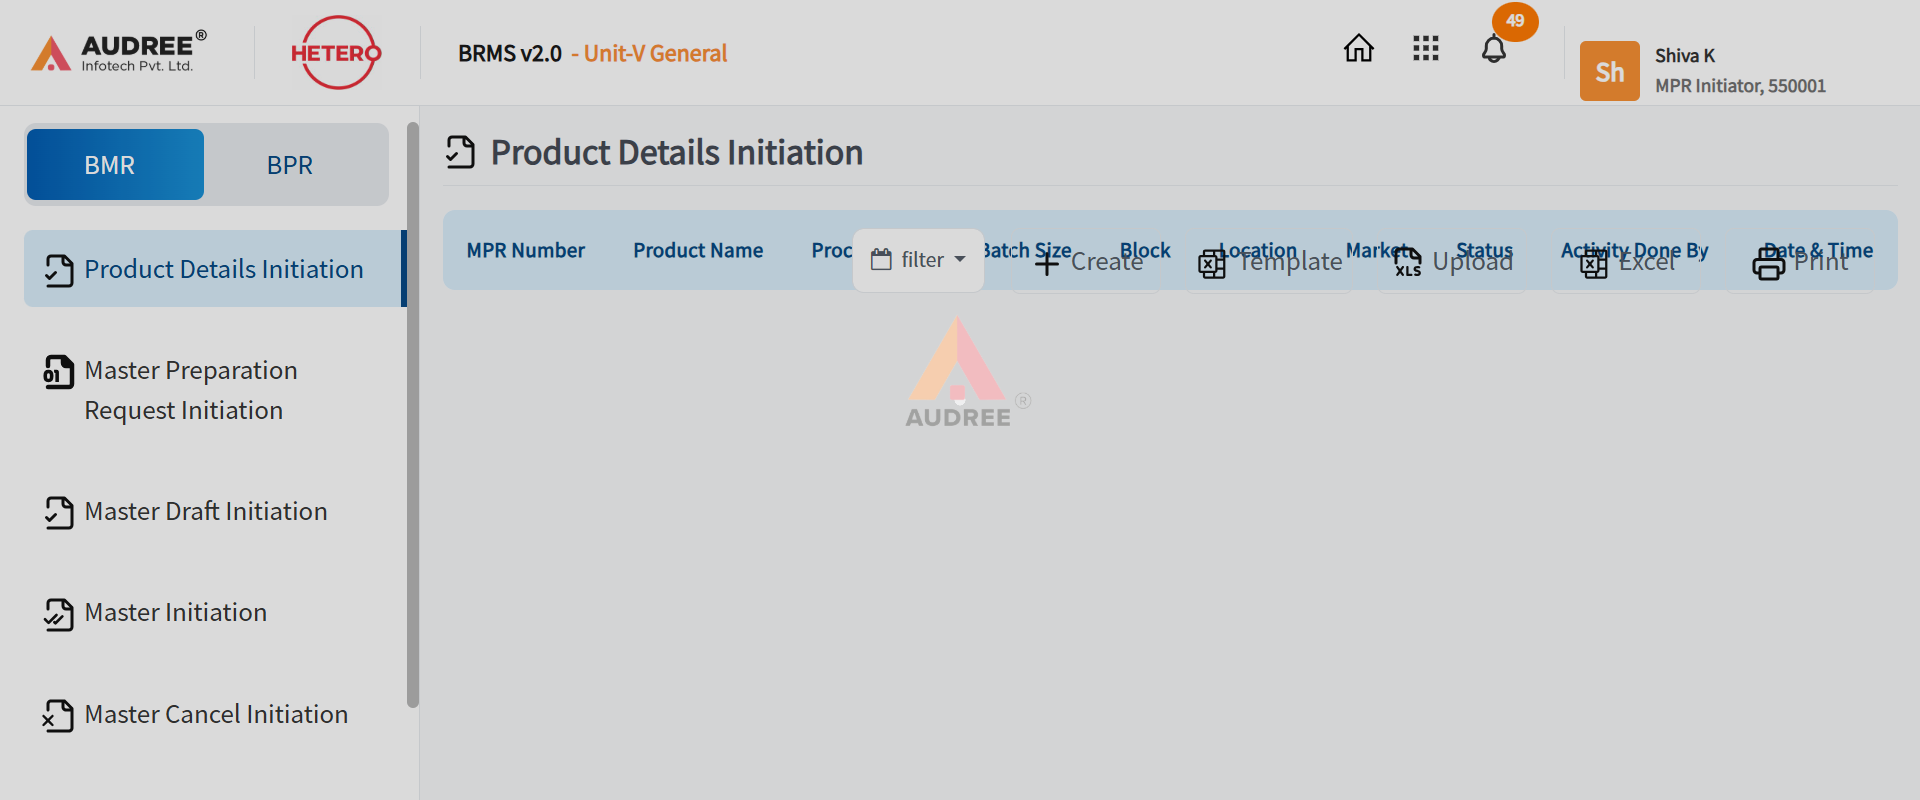 AUDREE®
Infotech Pvt. Ltd.
HETERO
BRMS v2.0 - Unit-V General
49
Sh
Shiva K
MPR Initiator, 550001
BMR
BPR
Product Details Initiation
Master Preparation
Request Initiation
Master Draft Initiation
Master Initiation
Master Cancel Initiation
Product Details Initiation
MPR Number Product Name Proc Batch Size Block Location Market Status Activity Done By Date & Time
filter Create Template Upload Excel Print
01
XLS
AUDREE®